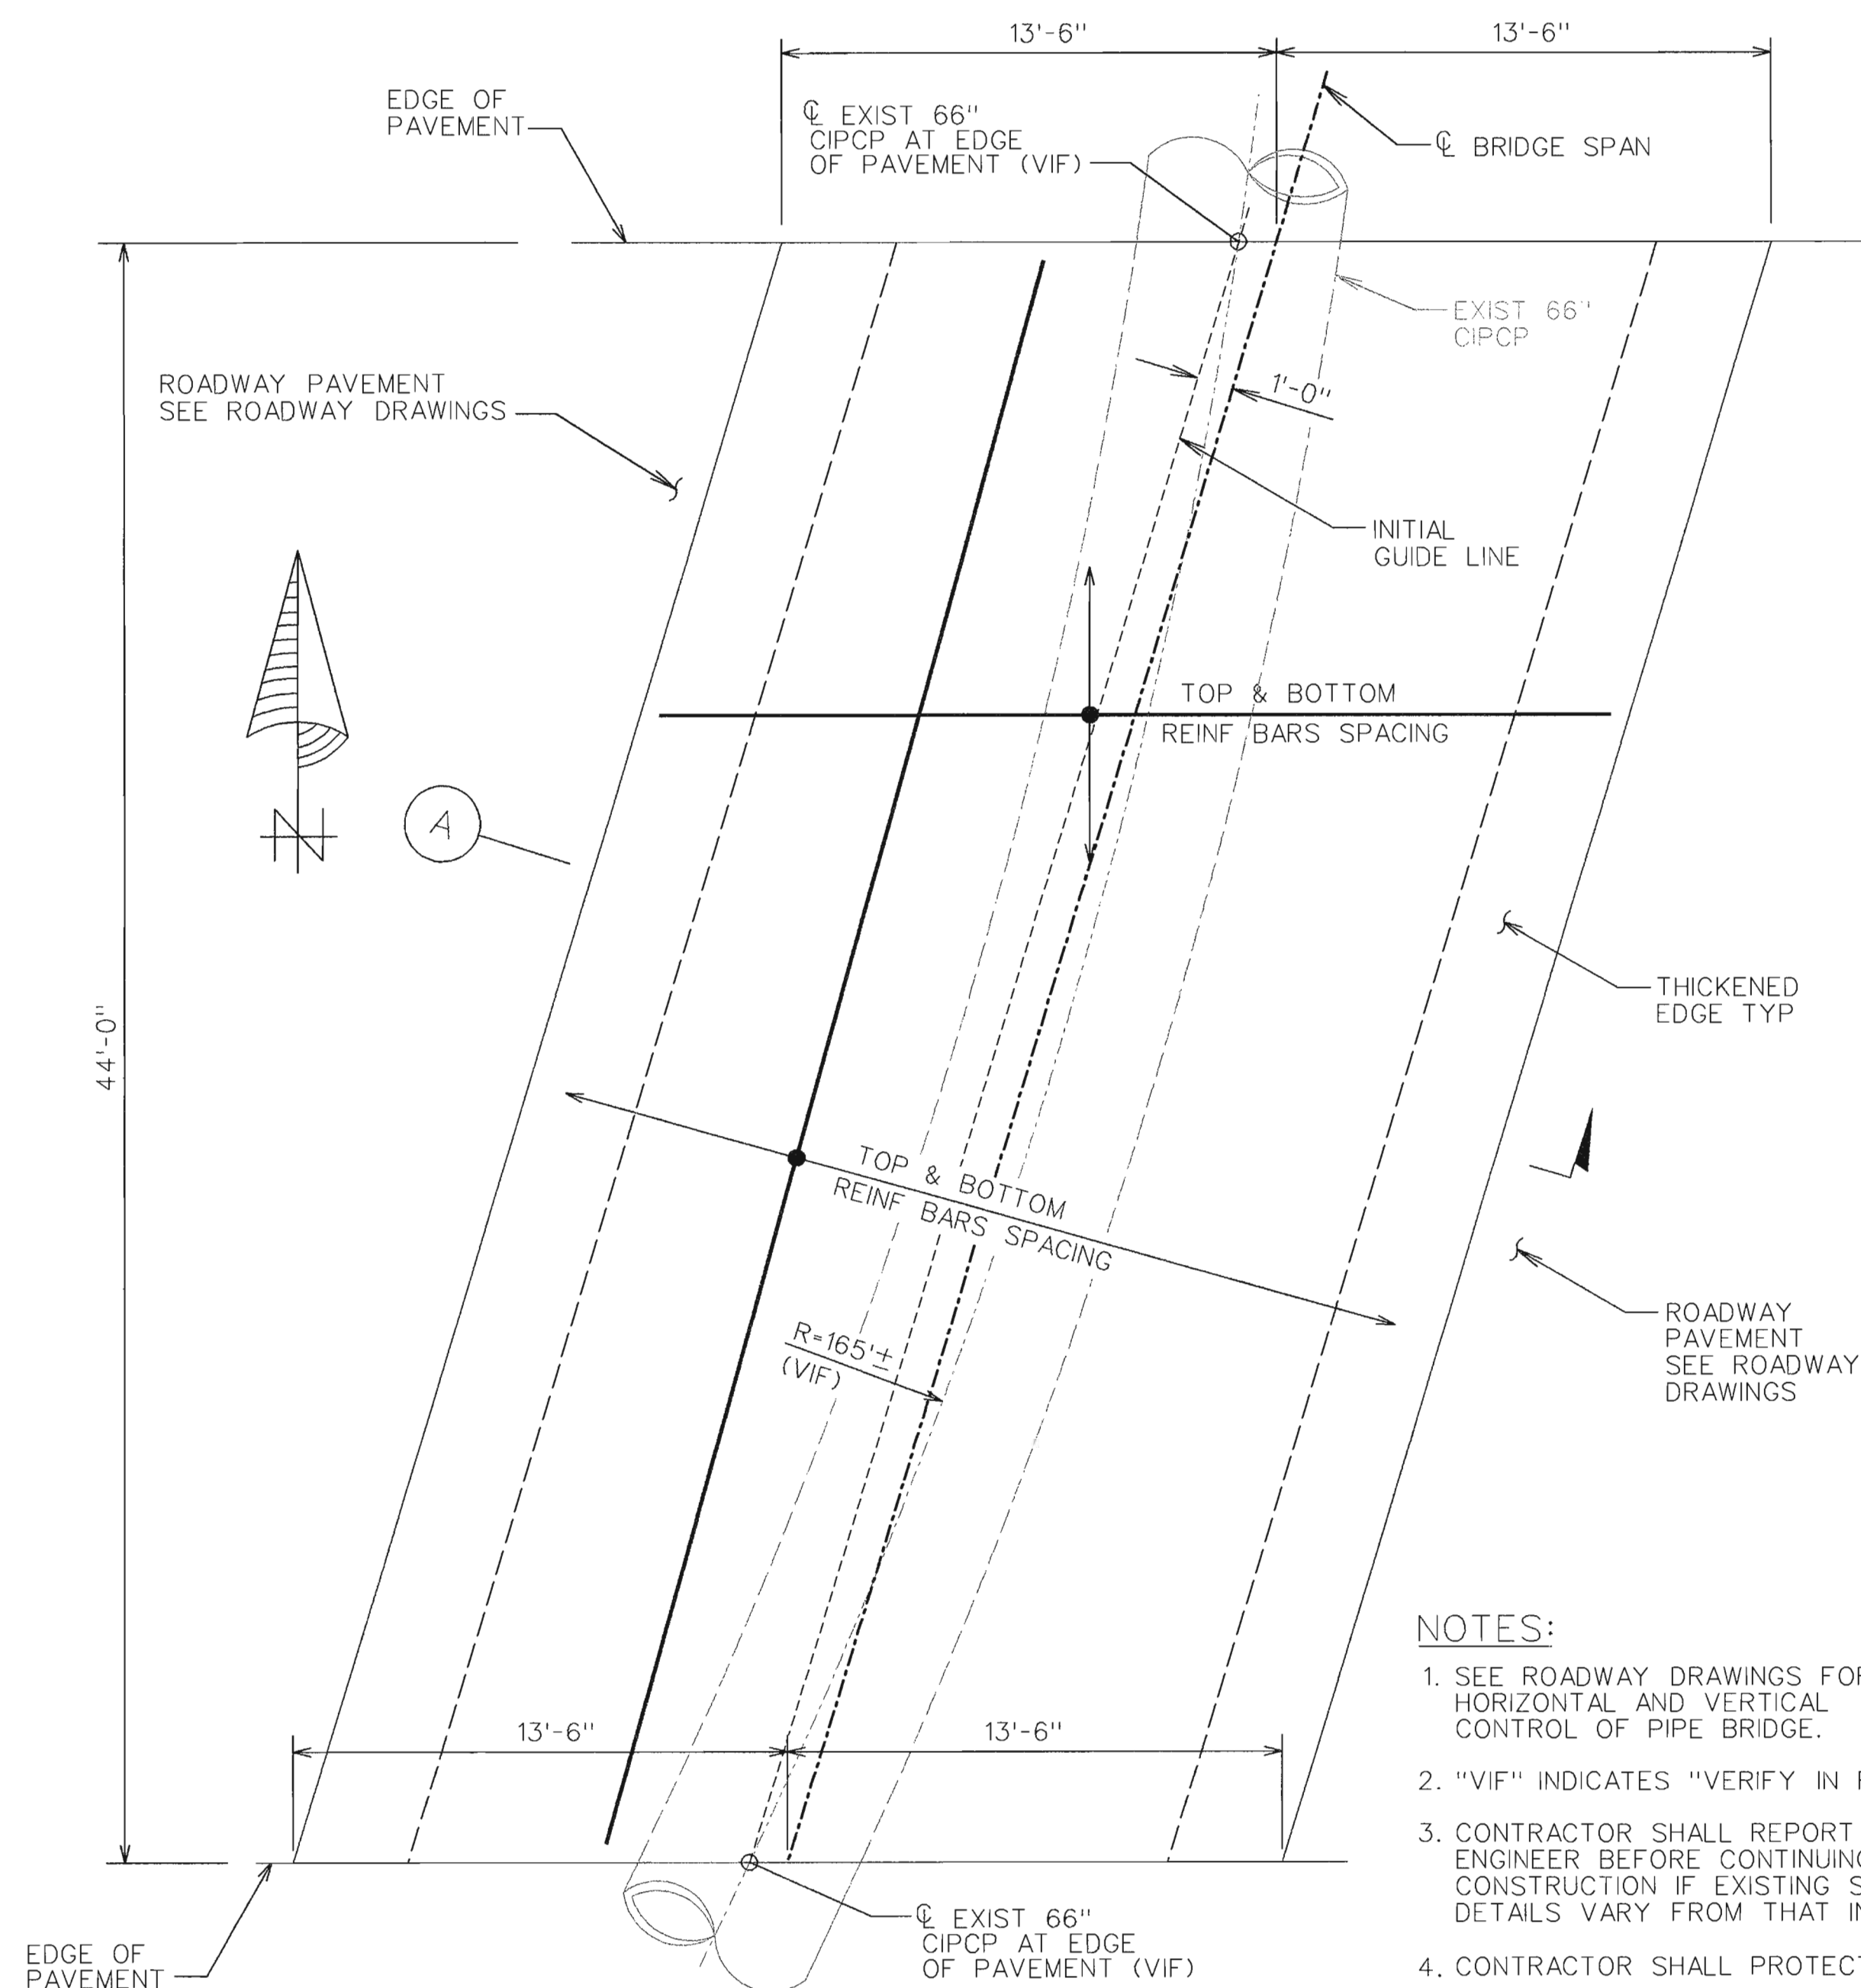 13'-6"
13'-6"
EDGE OF
PAVEMENT
℄ EXIST 66"
CIPCP AT EDGE
OF PAVEMENT (VIF)
℄ BRIDGE SPAN
EXIST 66"
CIPCP
ROADWAY PAVEMENT
SEE ROADWAY DRAWINGS
1'-0"
INITIAL
GUIDE LINE
TOP & BOTTOM
REINF BARS SPACING
N
A
THICKENED
EDGE TYP
44'-0"
TOP & BOTTOM
REINF BARS SPACING
R=165'±
(VIF)
ROADWAY
PAVEMENT
SEE ROADWAY
DRAWINGS
13'-6"
13'-6"
NOTES:
1. SEE ROADWAY DRAWINGS FOR
HORIZONTAL AND VERTICAL
CONTROL OF PIPE BRIDGE.
2. "VIF" INDICATES "VERIFY IN
3. CONTRACTOR SHALL REPORT
ENGINEER BEFORE CONTINUING
CONSTRUCTION IF EXISTING
DETAILS VARY FROM THAT
4. CONTRACTOR SHALL PROTECT
℄ EXIST 66"
CIPCP AT EDGE
OF PAVEMENT (VIF)
EDGE OF
PAVEMENT